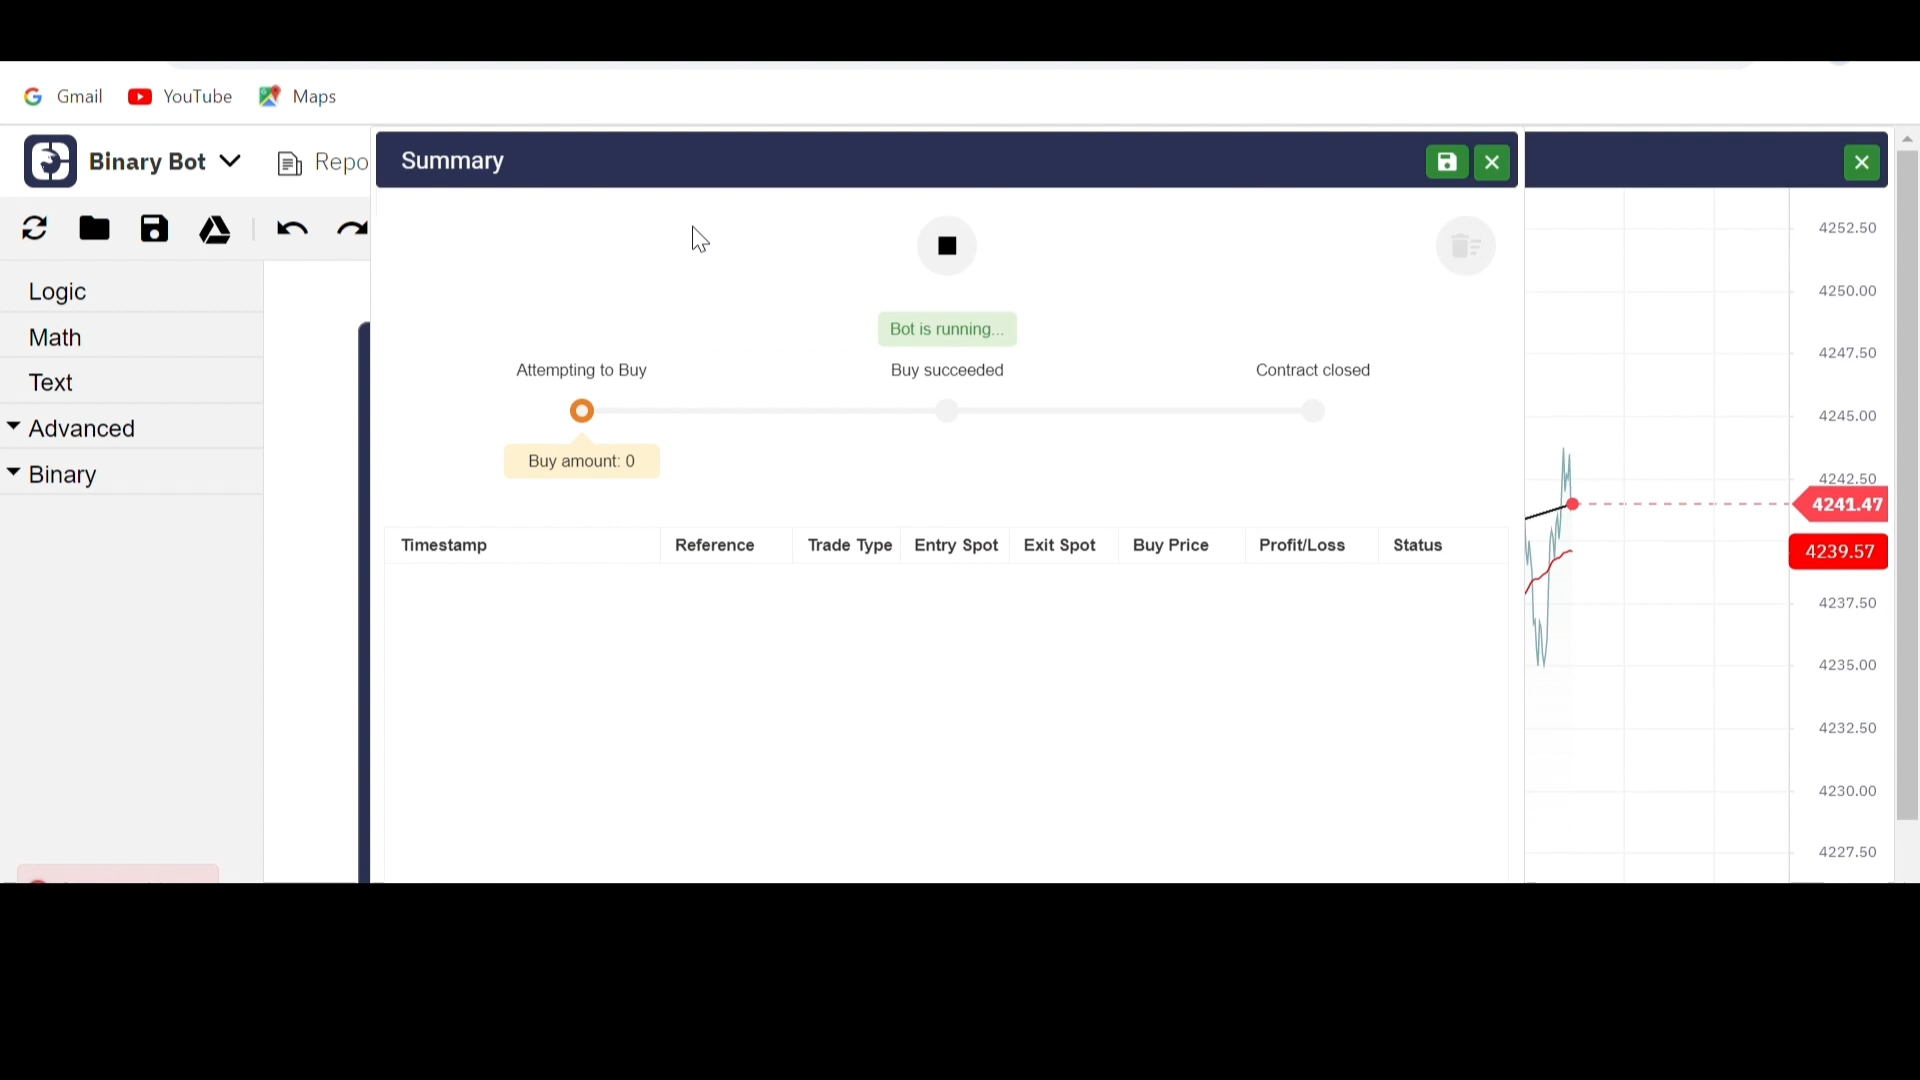 Gmail YouTube Maps
Binary Bot Repo
Summary
Logic
Math
Text
Advanced
Binary
Bot is running...
Attempting to Buy Buy succeeded Contract closed
Buy amount: 0
Timestamp Reference Trade Type Entry Spot Exit Spot Buy Price Profit/Loss Status
4252.50
4250.00
4247.50
4245.00
4242.50
4241.47
4239.57
4237.50
4235.00
4232.50
4230.00
4227.50